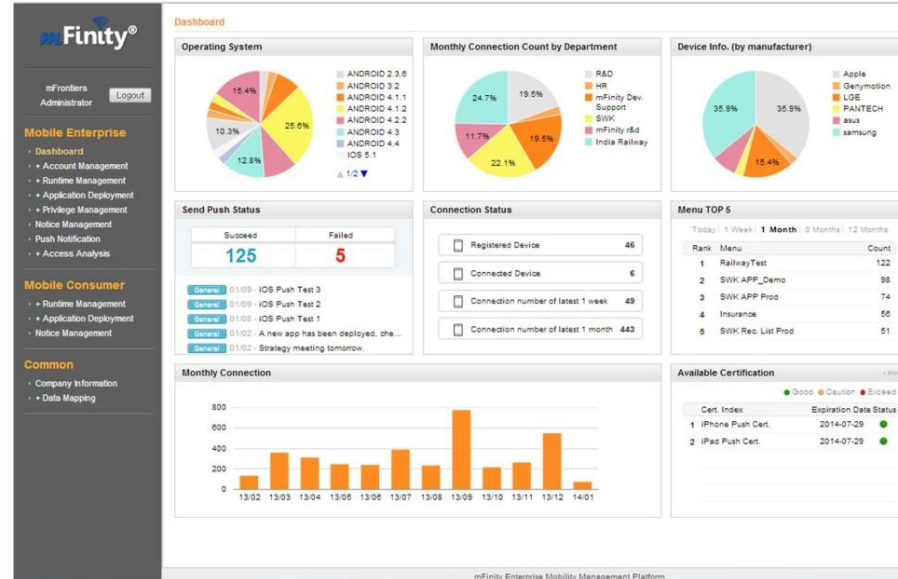 mFinity®
mFrontiers
Administrator
Logout
Mobile Enterprise
Dashboard
+ Account Management
+ Runtime Management
+ Application Deployment
+ Privilege Management
Notice Management
Push Notification
+ Access Analysis
Mobile Consumer
+ Runtime Management
+ Application Deployment
Notice Management
Common
Company Information
+ Data Mapping
Dashboard
Operating System
15.4%
25.6%
10.3%
12.8%
ANDROID 2.3.6
ANDROID 3.2
ANDROID 4.1.1
ANDROID 4.1.2
ANDROID 4.2.2
ANDROID 4.3
ANDROID 4.4
IOS 5.1
▲ 1/2 ▼
Monthly Connection Count by Department
24.7%
19.5%
11.7%
19.5%
22.1%
R&D
HR
mFinity Dev. Support
SWK
mFinity r&d
India Railway
Device Info. (by manufacturer)
35.9%
35.9%
15.4%
Apple
Genymotion
LGE
PANTECH
asus
samsung
Send Push Status
Succeed Failed
125 5
General 01/09 - iOS Push Test 3
General 01/09 - iOS Push Test 2
General 01/08 - iOS Push Test 1
General 01/02 - A new app has been deployed, che...
General 01/02 - Strategy meeting tomorrow.
Connection Status
Registered Device 46
Connected Device 6
Connection number of latest 1 week 49
Connection number of latest 1 month 443
Menu TOP 5
Today 1 Week 1 Month Months 12 Months
Rank Menu Count
1 RailwayTest 122
2 SWK APP_Demo 98
3 SWK APP Prod 74
4 Insurance 56
5 SWK Rec. List Prod 51
Monthly Connection
800
600
400
200
0
13/02 13/03 13/04 13/05 13/06 13/07 13/08 13/09 13/10 13/11 13/12 14/01
Available Certification
Good Caution Exceed
Cert. Index Expiration Date Status
1 iPhone Push Cert. 2014-07-29
2 iPad Push Cert. 2014-07-29
mFinity Enterprise Mobility Management Platform